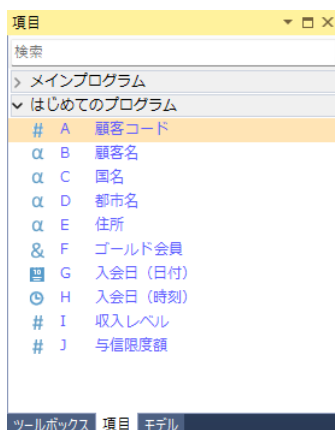 項目
検索
メインプログラム
はじめてのプログラム
# A 顧客コード
α B 顧客名
α C 国名
α D 都市名
α E 住所
& F ゴールド会員
10 G 入会日（日付）
H 入会日（時刻）
# I 収入レベル
# J 与信限度額
ツールボックス 項目 モデル